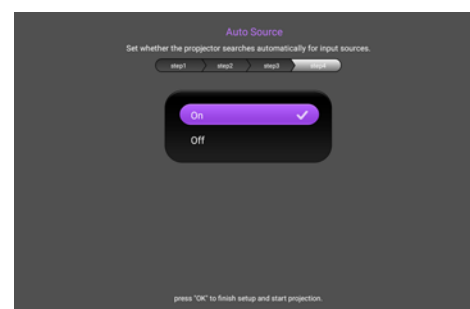 Auto Source
Set whether the propjector searches automatically for input sources.
step1 step2 step3 step4
On
Off
press "OK" to finish setup and start projection.